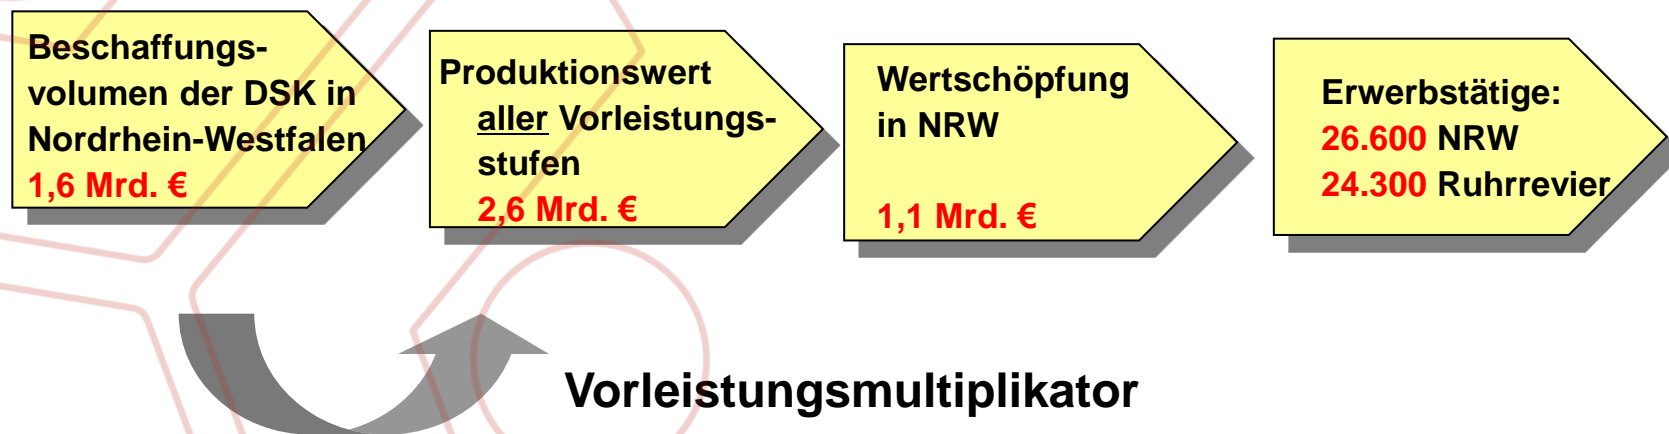 Beschaffungs-
volumen der DSK in
Nordrhein-Westfalen
1,6 Mrd. €
Produktionswert
aller Vorleistungs-
stufen
2,6 Mrd. €
Wertschöpfung
in NRW
1,1 Mrd. €
Erwerbstätige:
26.600 NRW
24.300 Ruhrrevier
Vorleistungsmultiplikator